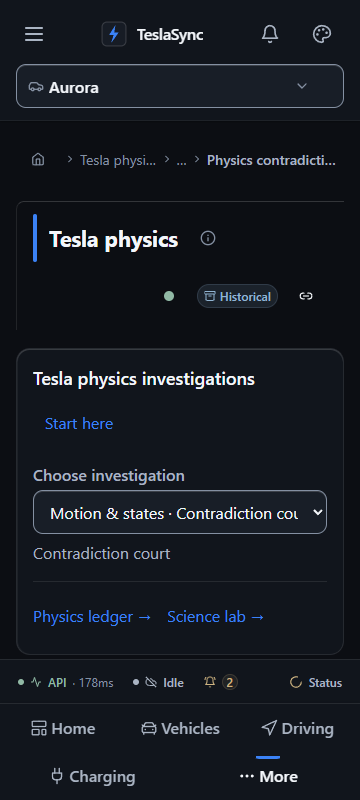 TeslaSync
Aurora
Tesla physi... ... Physics contradicti...
Tesla physics
Historical
Tesla physics investigations
Start here
Choose investigation
Motion & states · Contradiction cou
Contradiction court
Physics ledger → Science lab →
API · 178ms Idle 2 Status
Home Vehicles Driving
Charging More